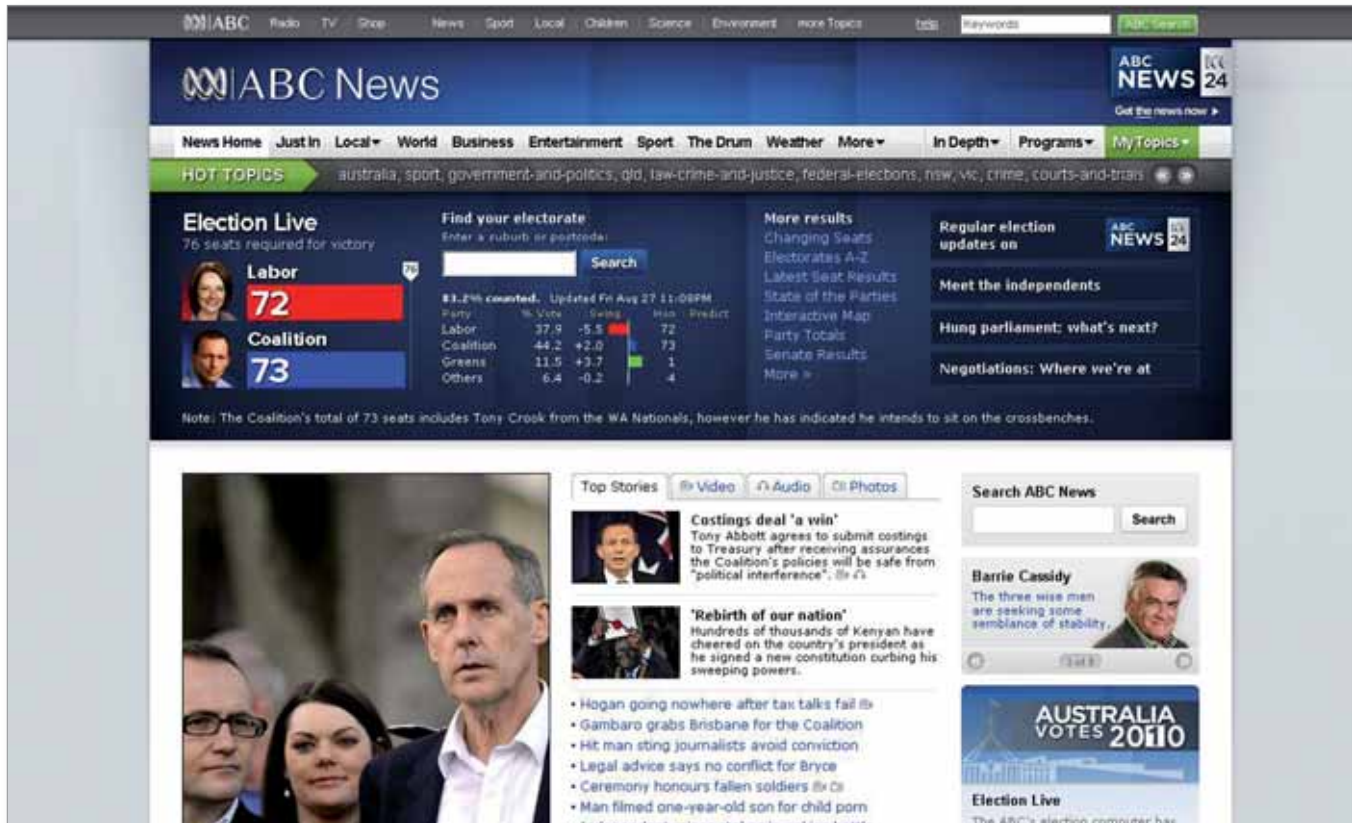 ABC Radio TV Shop News Sport Local Children Science Environment more Topics help Keywords ABC Search
ABC News
ABC NEWS 24
Get the news now
News Home Just In Local World Business Entertainment Sport The Drum Weather More In Depth Programs My Topics
HOT TOPICS australia, sport, government-and-politics, qld, law-crime-and-justice, federal-elections, nsw, vic, crime, courts-and-trials
Election Live
76 seats required for victory
Labor
76
72
Coalition
73
Find your electorate
Enter a suburb or postcode:
Search
83.2% counted. Updated Fri Aug 27 11:08PM
Party % Vote Swing Won Predict
Labor 37.9 -5.5 72
Coalition 44.2 +2.0 73
Greens 11.5 +3.7 1
Others 6.4 -0.2 4
More results
Changing Seats
Electorates A-Z
Latest Seat Results
State of the Parties
Interactive Map
Party Totals
Senate Results
More »
Regular election
updates on
ABC NEWS 24
Meet the independents
Hung parliament: what's next?
Negotiations: Where we're at
Note: The Coalition's total of 73 seats includes Tony Crook from the WA Nationals, however he has indicated he intends to sit on the crossbenches.
Top Stories Video Audio Photos
Costings deal 'a win'
Tony Abbott agrees to submit costings
to Treasury after receiving assurances
the Coalition's policies will be safe from
"political interference".
'Rebirth of our nation'
Hundreds of thousands of Kenyan have
cheered on the country's president as
he signed a new constitution curbing his
sweeping powers.
• Hogan going nowhere after tax talks fail
• Gambaro grabs Brisbane for the Coalition
• Hit man sting journalists avoid conviction
• Legal advice says no conflict for Bryce
• Ceremony honours fallen soldiers
• Man filmed one-year-old son for child porn
Search ABC News
Search
Barrie Cassidy
The three wise men
are seeking some
semblance of stability.
AUSTRALIA
VOTES 2010
Election Live
The ABC's election computer has